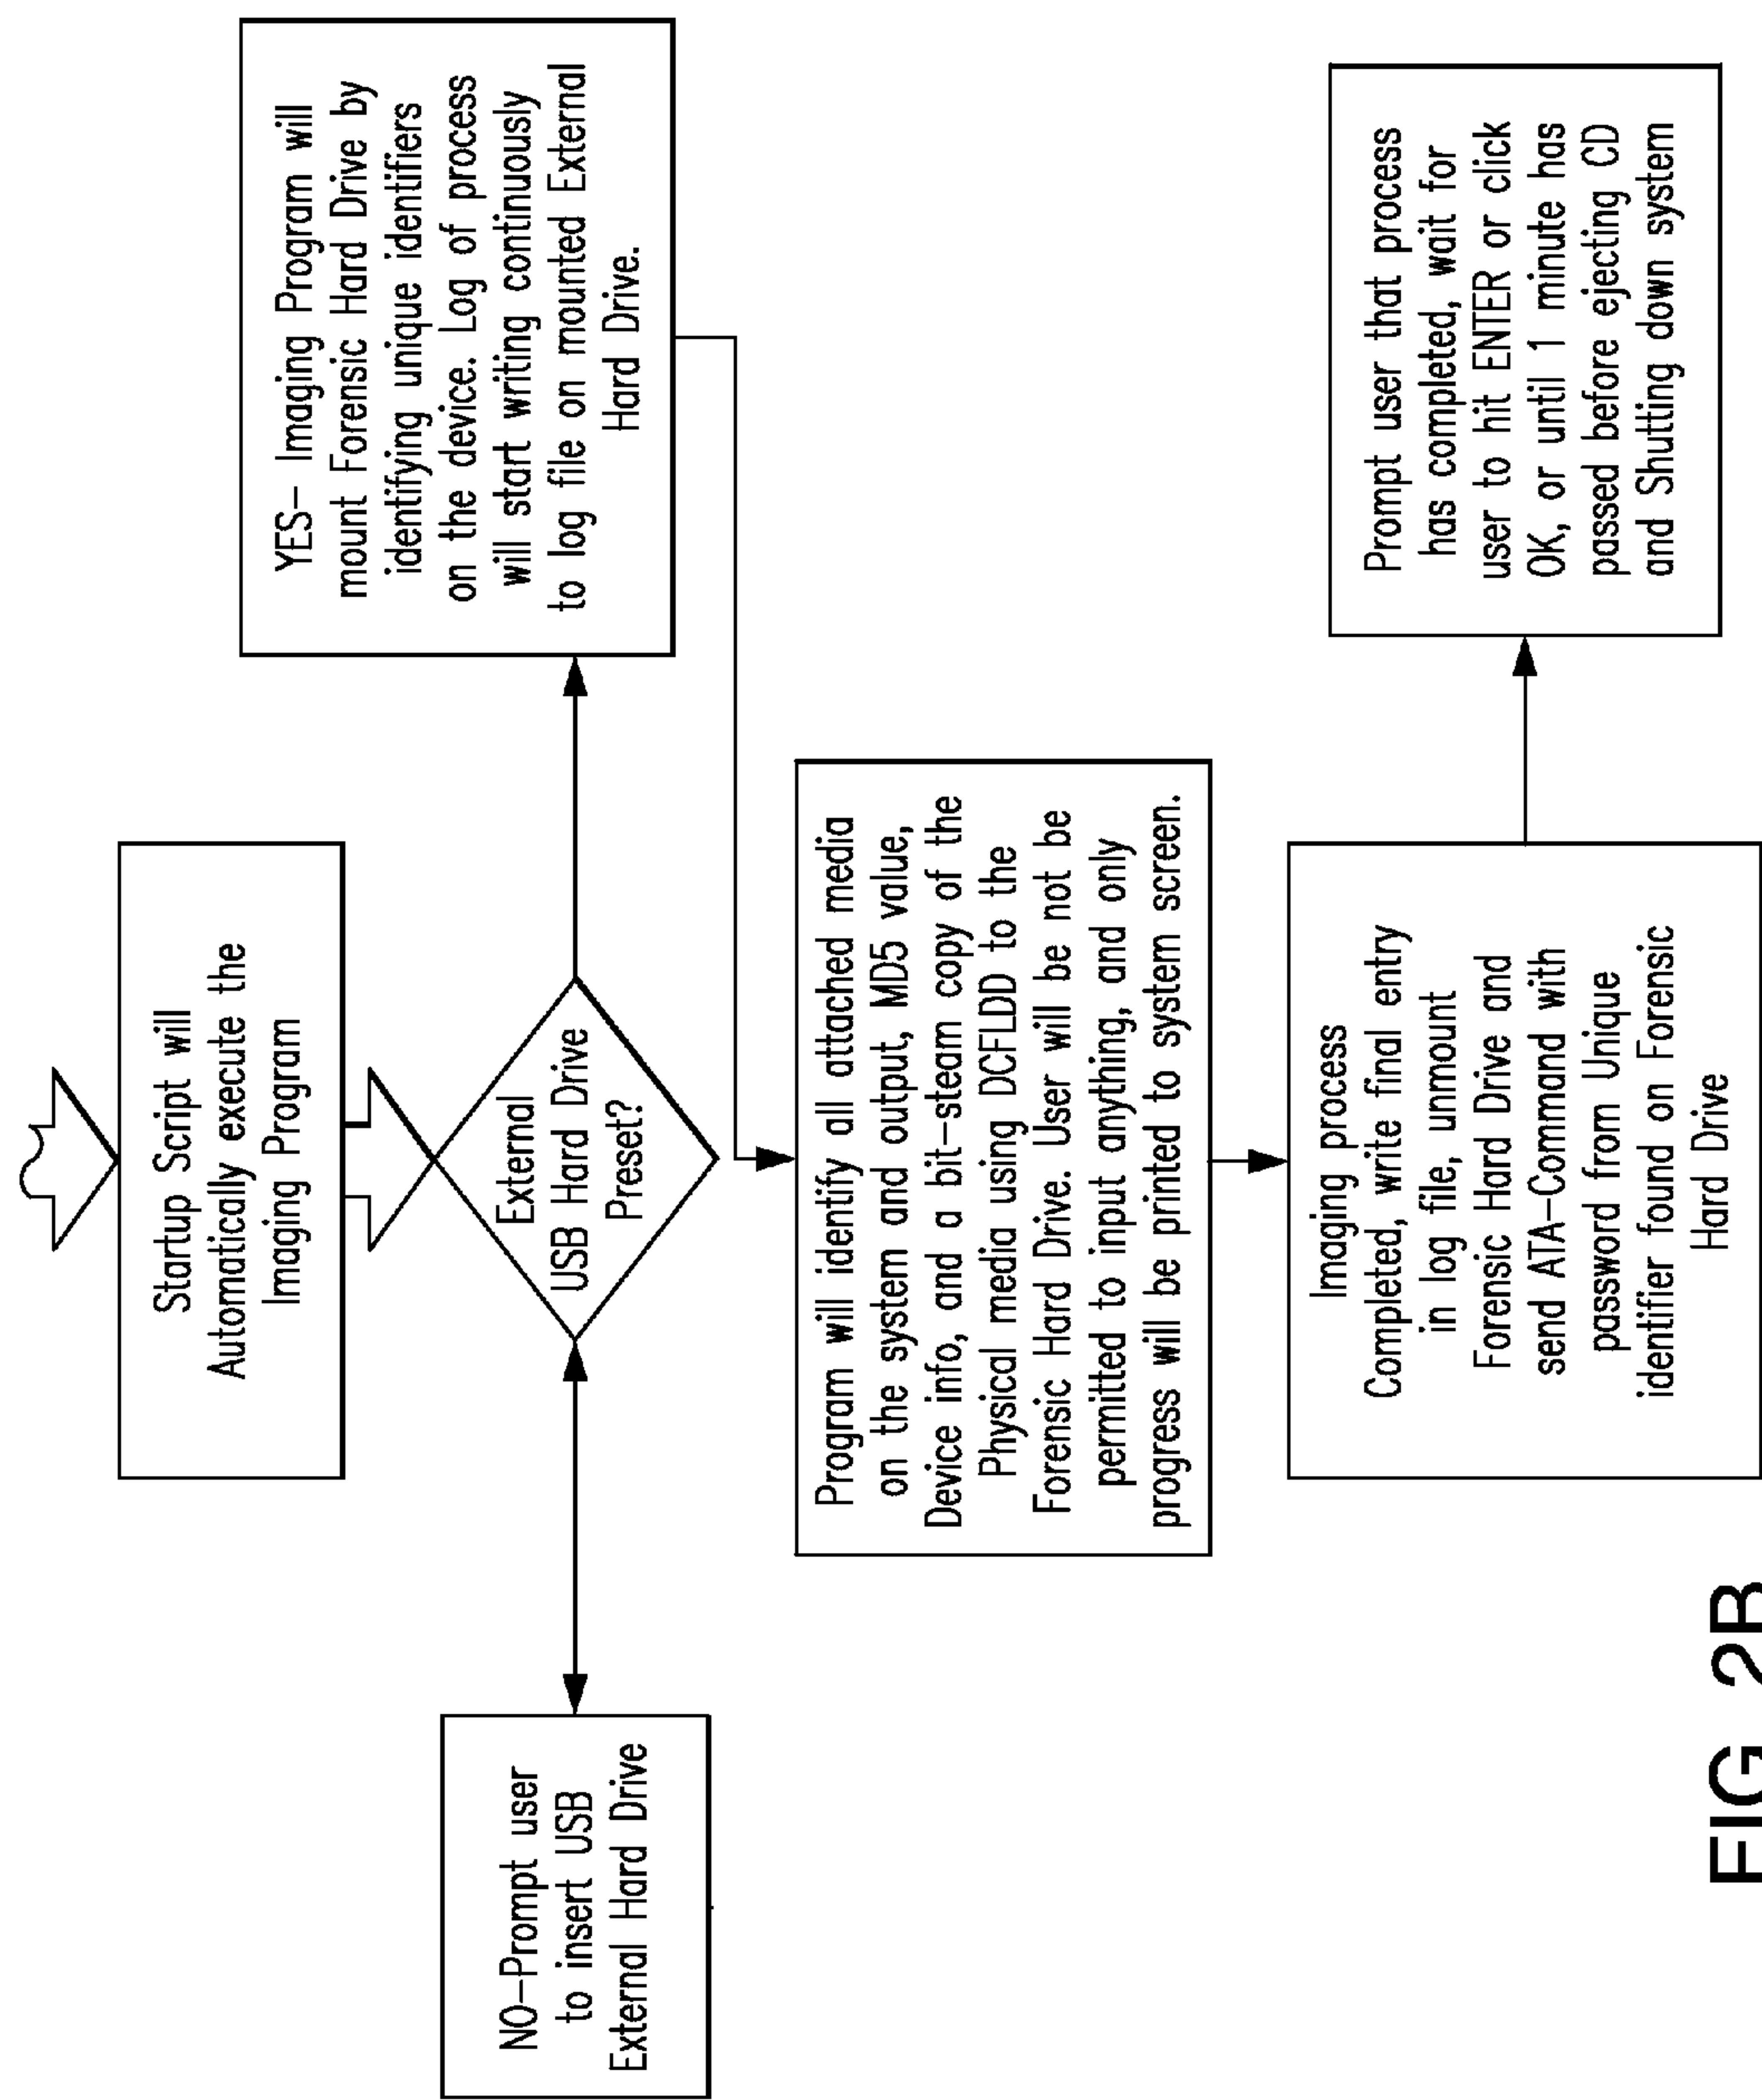 Startup Script will
Automatically execute the
Imaging Program
External
USB Hard Drive
Preset?
NO–Prompt user
to insert USB
External Hard Drive
YES– Imaging Program will
mount Forensic Hard Drive by
identifying unique identifiers
on the device. Log of process
will start writing continuously
to log file on mounted External
Hard Drive.
Program will identify all attached media
on the system and output, MD5 value,
Device info, and a bit–steam copy of the
Physical media using DCFLDD to the
Forensic Hard Drive. User will be not be
permitted to input anything, and only
progress will be printed to system screen.
Imaging process
Completed, write final entry
in log file, unmount
Forensic Hard Drive and
send ATA–Command with
password from Unique
identifier found on Forensic
Hard Drive
Prompt user that process
has completed, wait for
user to hit ENTER or click
OK, or until 1 minute has
passed before ejecting CD
and Shutting down system
FIG. 2B